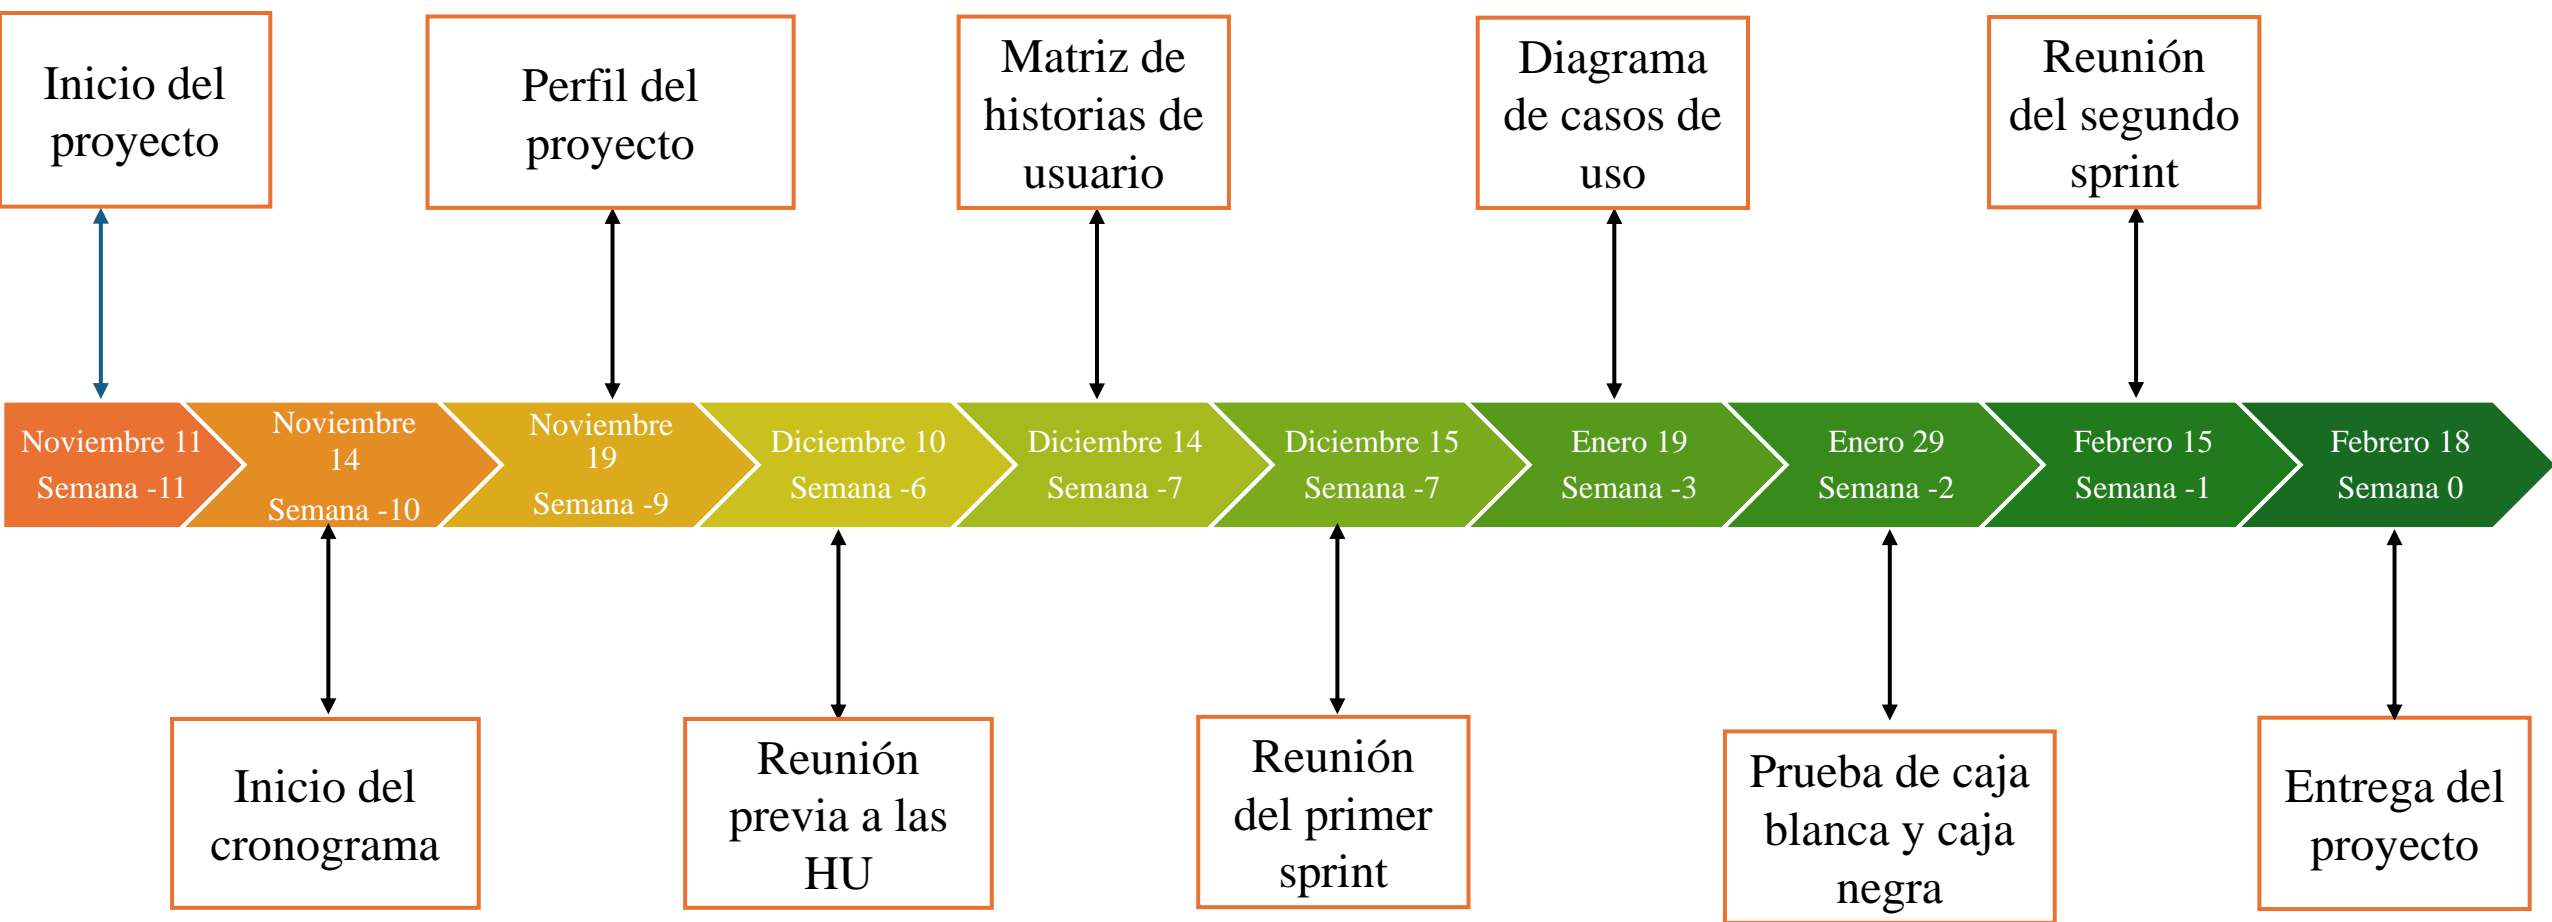 Inicio del
proyecto
Perfil del
proyecto
Matriz de
historias de
usuario
Diagrama
de casos de
uso
Reunión
del segundo
sprint
Noviembre 11
Semana -11
Noviembre
14
Semana -10
Noviembre
19
Semana -9
Diciembre 10
Semana -6
Diciembre 14
Semana -7
Diciembre 15
Semana -7
Enero 19
Semana -3
Enero 29
Semana -2
Febrero 15
Semana -1
Febrero 18
Semana 0
Inicio del
cronograma
Reunión
previa a las
HU
Reunión
del primer
sprint
Prueba de caja
blanca y caja
negra
Entrega del
proyecto